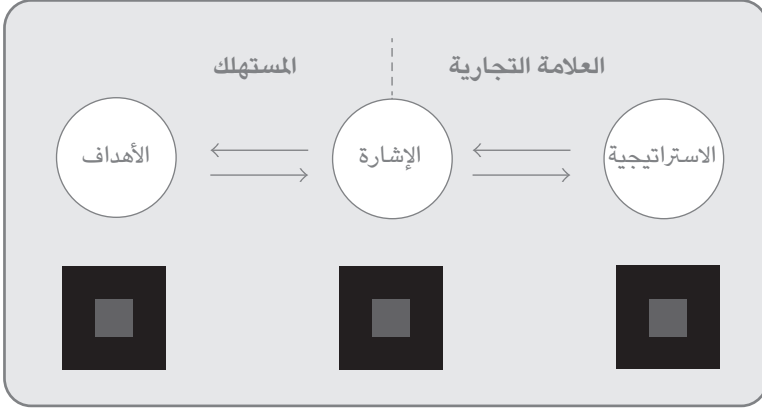 العلامة التجارية
المستهلك
الاستراتيجية
الإشارة
الأهداف